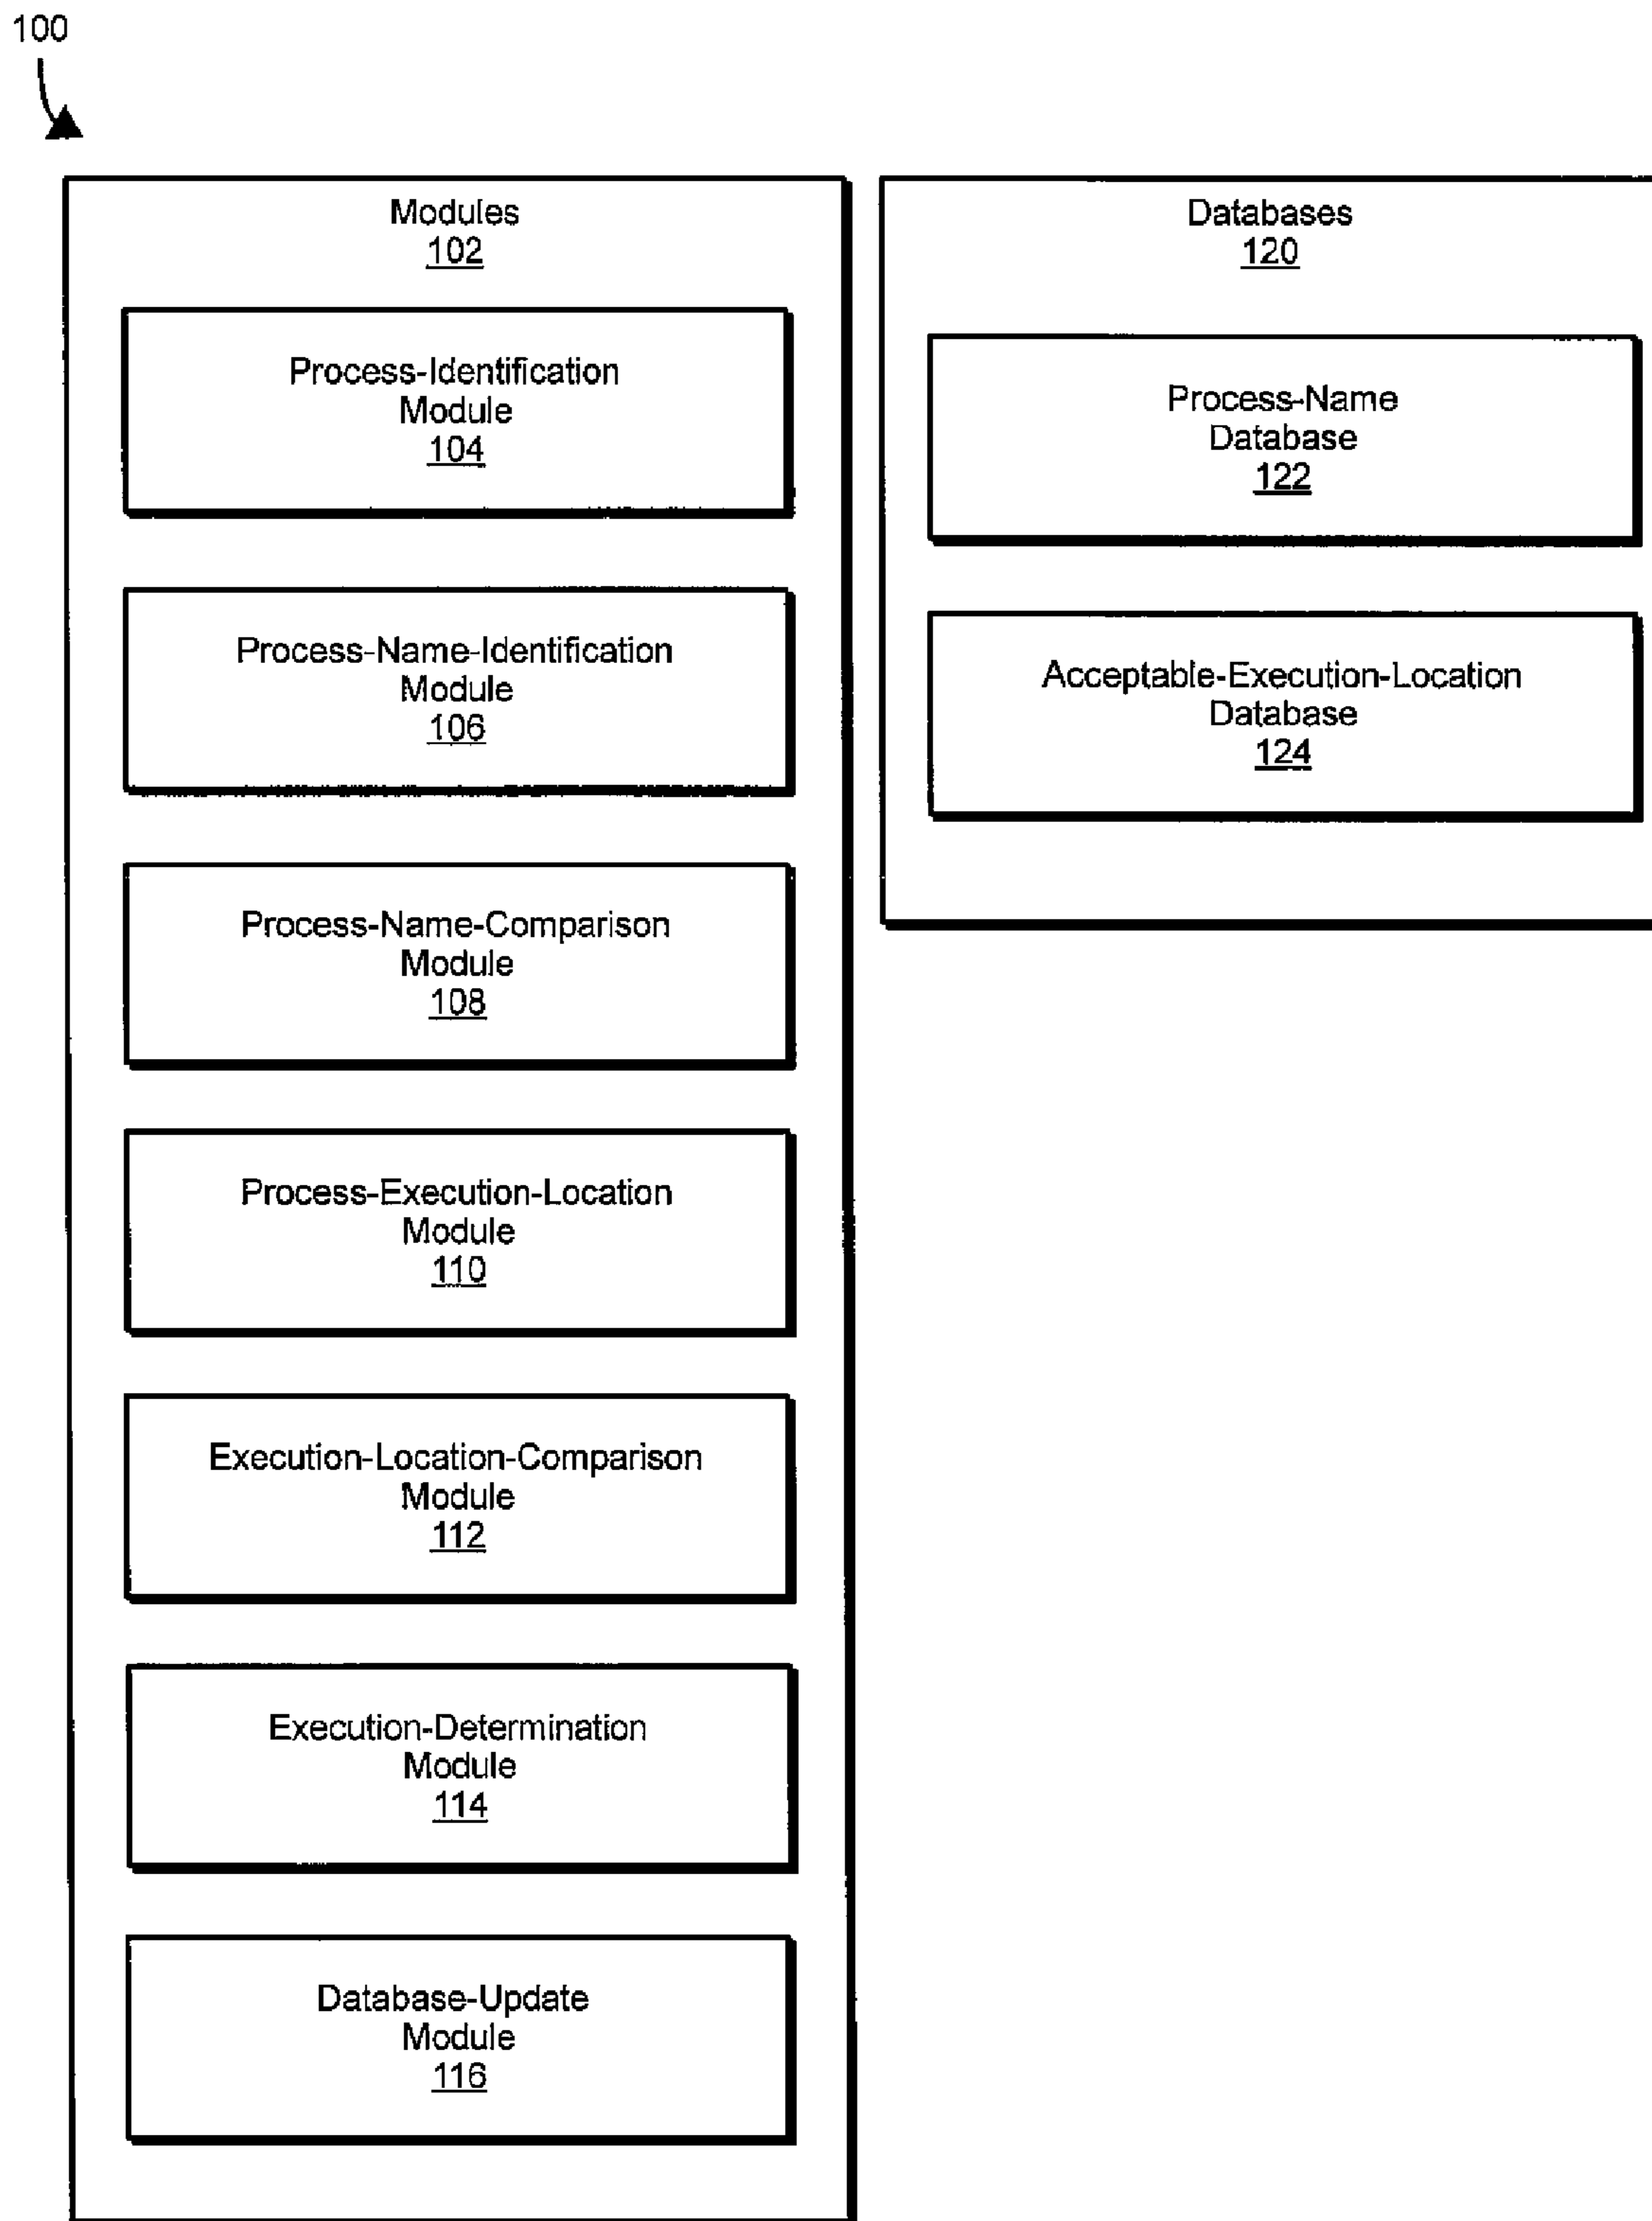 100
Modules
102
Process-Identification
Module
104
Process-Name-Identification
Module
106
Process-Name-Comparison
Module
108
Process-Execution-Location
Module
110
Execution-Location-Comparison
Module
112
Execution-Determination
Module
114
Database-Update
Module
116
Databases
120
Process-Name
Database
122
Acceptable-Execution-Location
Database
124